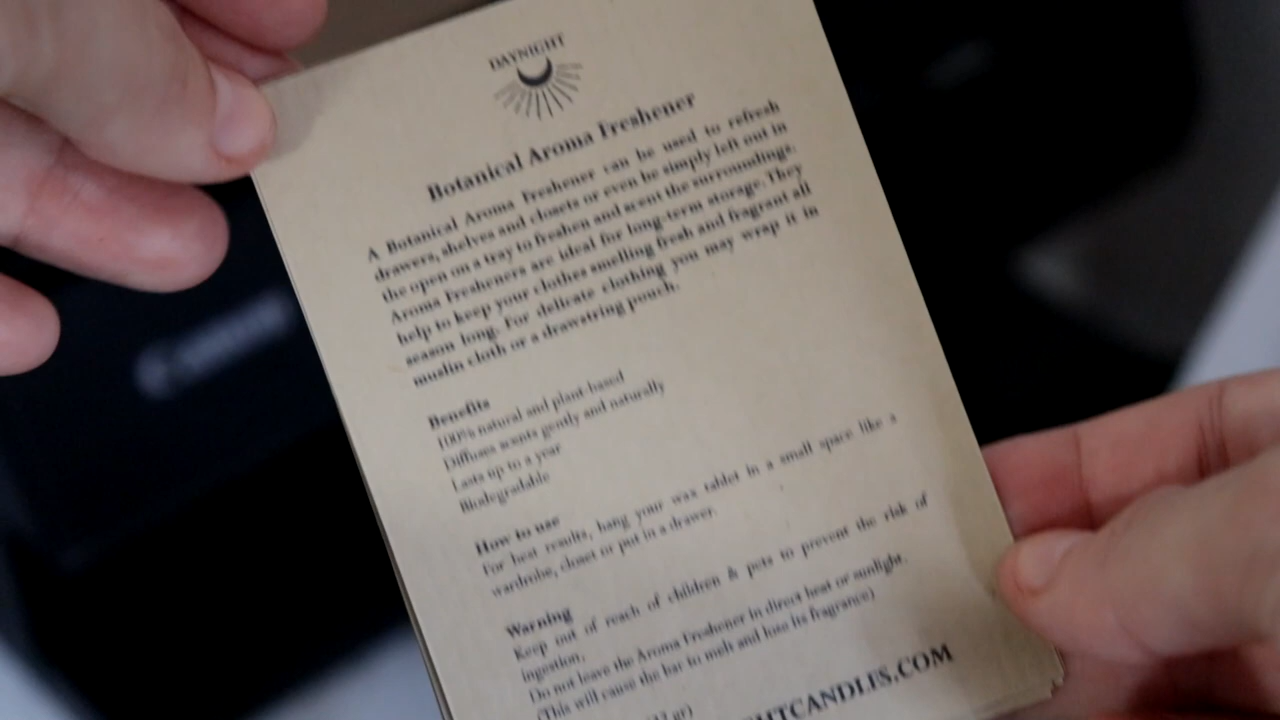 DAYNIGHT
Botanical Aroma Freshener
A Botanical Aroma Freshener can be used to refresh
drawers, shelves and closets or even be simply left out in
the open on a tray to freshen and scent the surroundings.
Aroma Fresheners are ideal for long-term storage. They
help to keep your clothes smelling fresh and fragrant all
season long. For delicate clothing you may wrap it in
muslin cloth or a drawstring pouch.
Benefits
100% natural and plant-based
Diffuses scents gently and naturally
Lasts up to a year
Biodegradable
How to use
For best results, hang your wax tablet in a small space like a
wardrobe, closet or put in a drawer.
Warning
Keep out of reach of children & pets to prevent the risk of
ingestion.
Do not leave the Aroma Freshener in direct heat or sunlight.
(This will cause the bar to melt and lose its fragrance)
gr)
HTCANDLES.COM